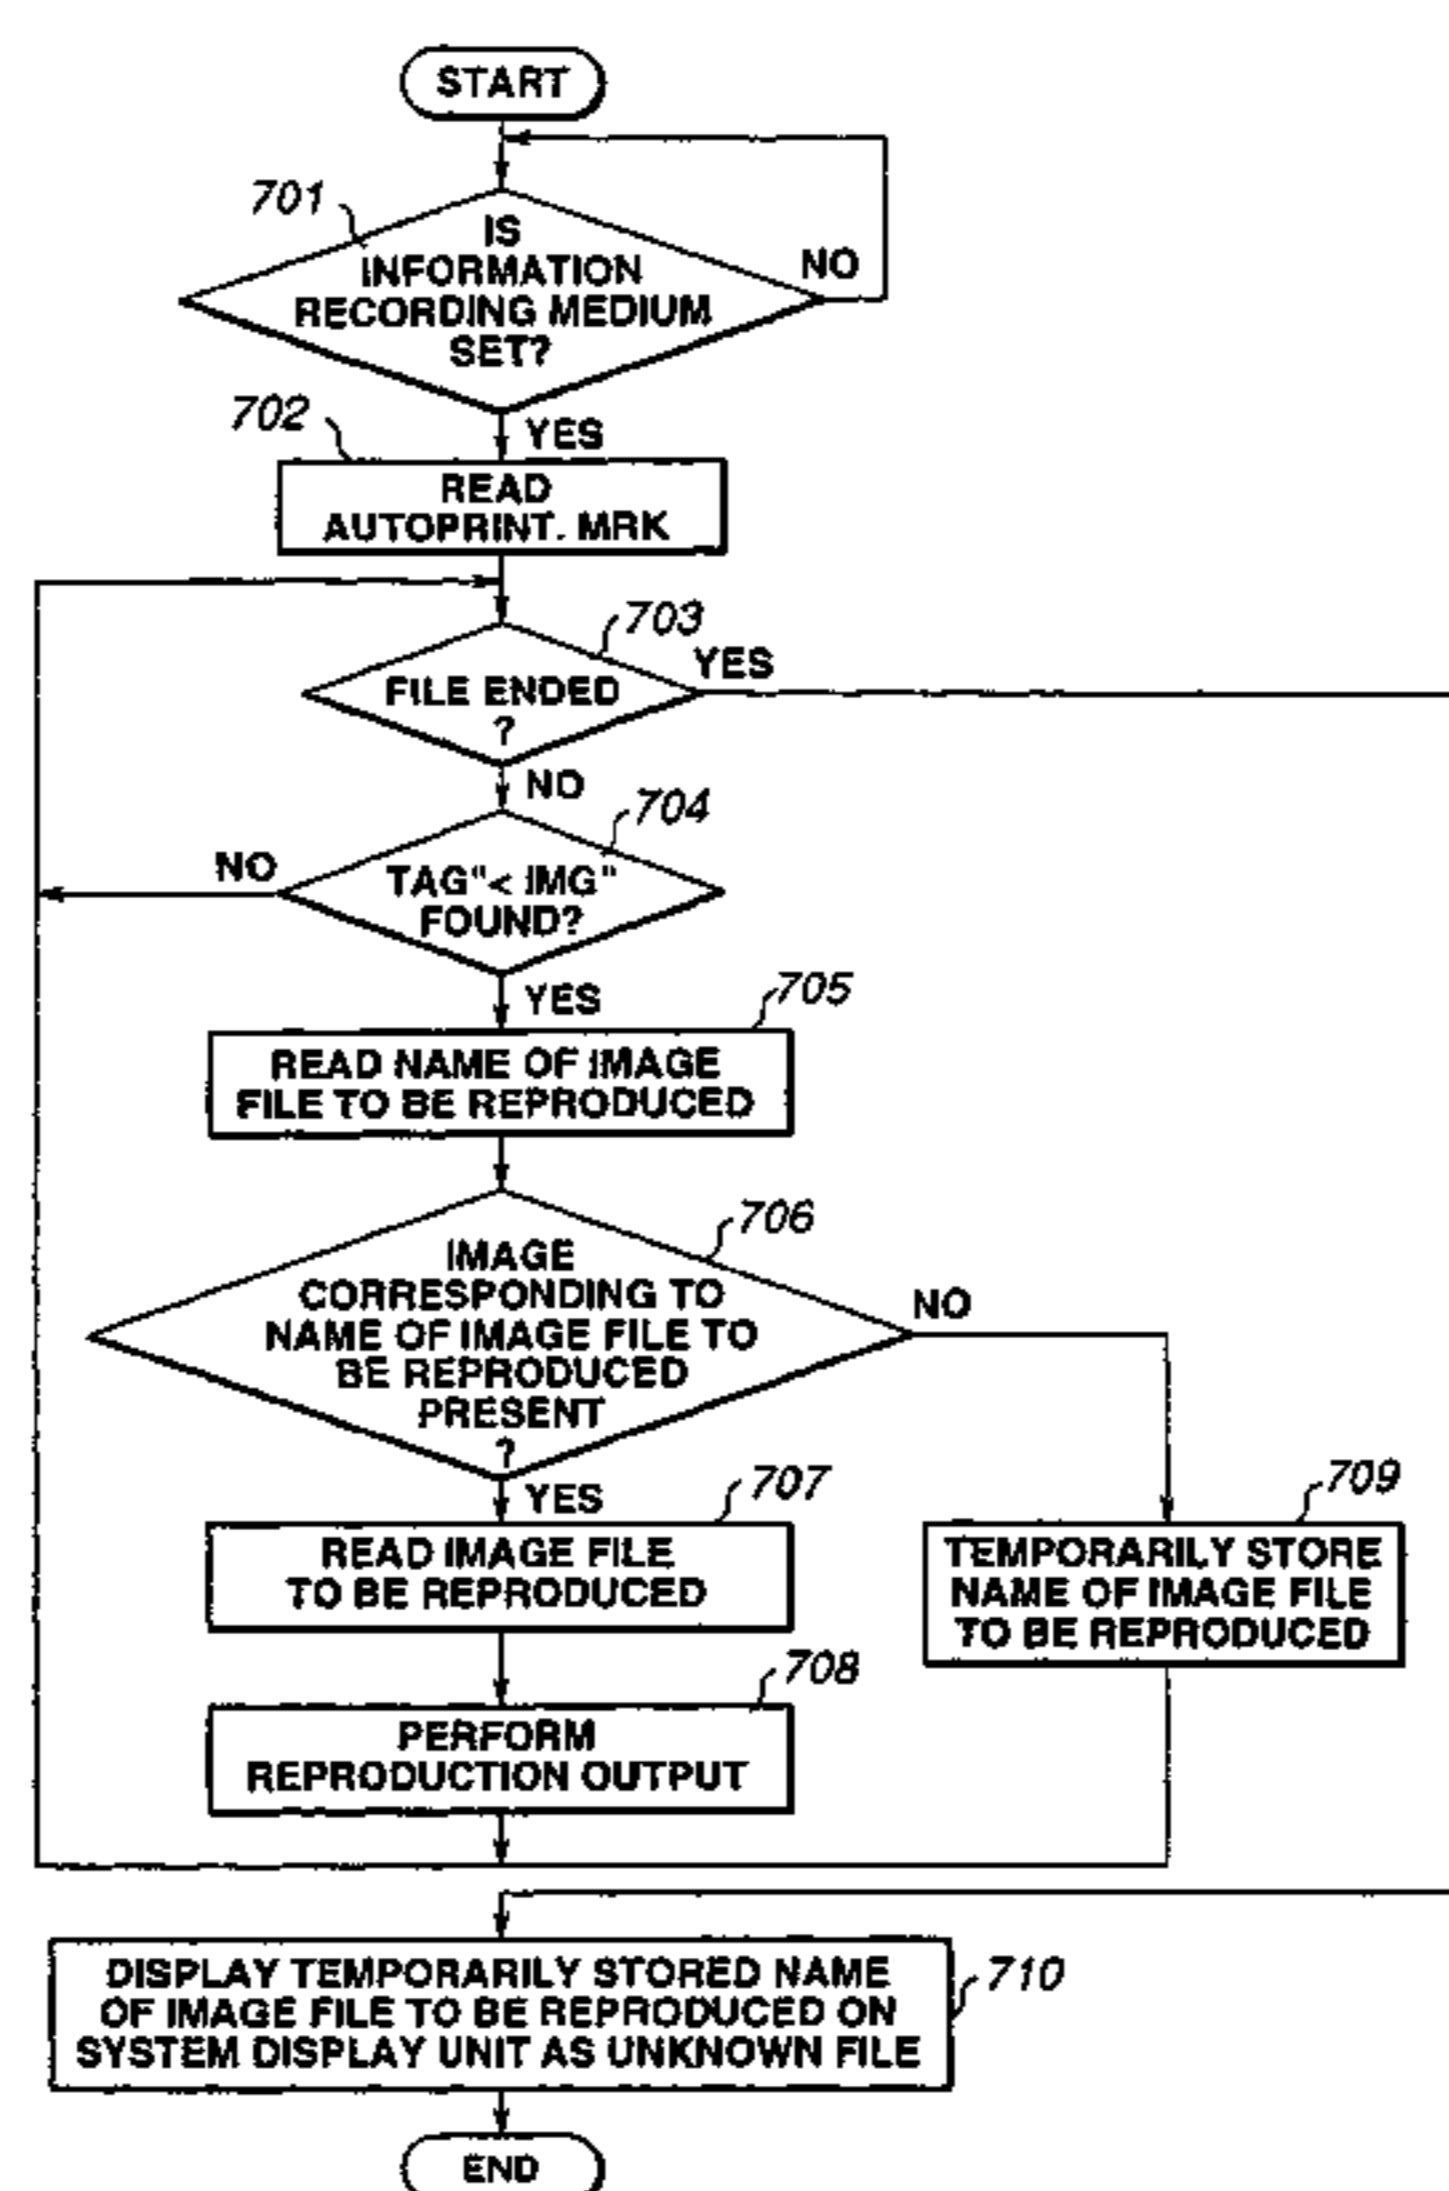 START
701
IS
INFORMATION
RECORDING MEDIUM
SET?
NO
YES
702
READ
AUTOPRINT. MRK
703
FILE ENDED
?
YES
NO
704
TAG"< IMG"
FOUND?
NO
YES
705
READ NAME OF IMAGE
FILE TO BE REPRODUCED
706
IMAGE
CORRESPONDING TO
NAME OF IMAGE FILE TO
BE REPRODUCED
PRESENT
?
NO
YES
707
READ IMAGE FILE
TO BE REPRODUCED
709
TEMPORARILY STORE
NAME OF IMAGE FILE
TO BE REPRODUCED
708
PERFORM
REPRODUCTION OUTPUT
710
DISPLAY TEMPORARILY STORED NAME
OF IMAGE FILE TO BE REPRODUCED ON
SYSTEM DISPLAY UNIT AS UNKNOWN FILE
END